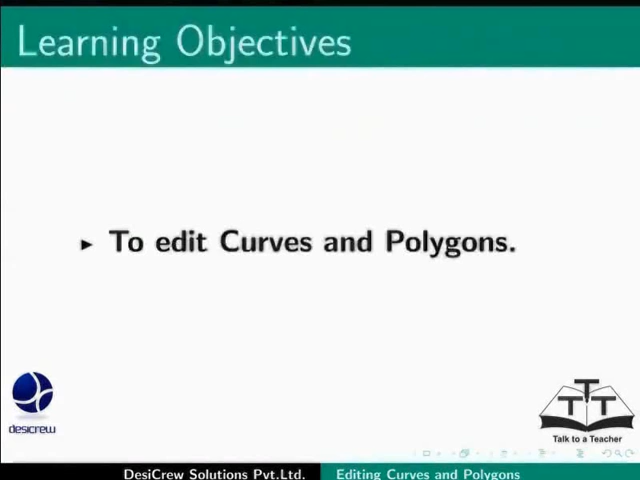 Learning Objectives
► To edit Curves and Polygons.
desicrew
T T T
Talk to a Teacher
DesiCrew Solutions Pvt.Ltd. Editing Curves and Polygons